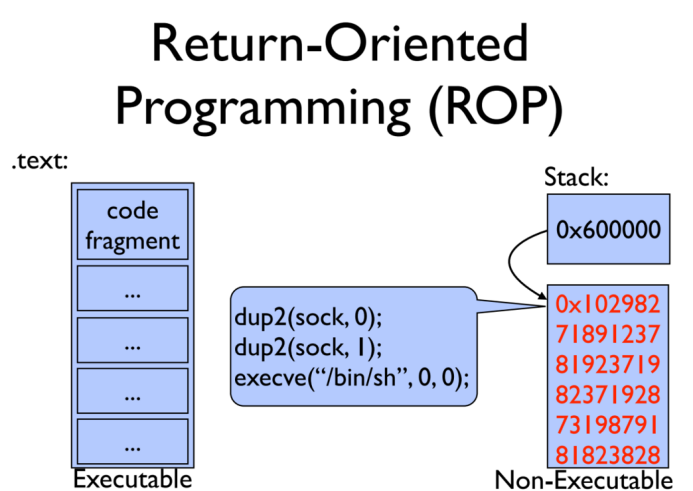 Return-Oriented
Programming (ROP)
.text:
code
fragment
...
...
...
...
Executable
dup2(sock, 0);
dup2(sock, 1);
execve(“/bin/sh”, 0, 0);
Stack:
0x600000
0x102982
71891237
81923719
82371928
73198791
81823828
Non-Executable